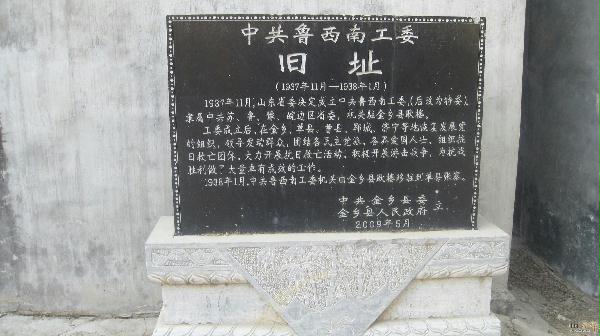 中共鲁西南工委
旧址
(1937年11月—1938年1月)
1937年11月,山东省委决定成立中共鲁西南工委,(后改为特委)
隶属中共苏、鲁、豫、皖边区省委,机关驻金乡县耿楼。
工委成立后,在金乡、单县、曹县、郓城、济宁等地
的组织,领导发动群众,团结各民主党派、各界爱国人士,组织抗
日救亡团体,大力开展抗日救亡活动,积极开展游击战争,为抗战
胜利做了大量卓有成效的工作。
1938年1月,中共鲁西南工委机关由金乡县耿楼移驻到单县张寨。
中共金乡县委
金乡县人民政府 立
2009年5月